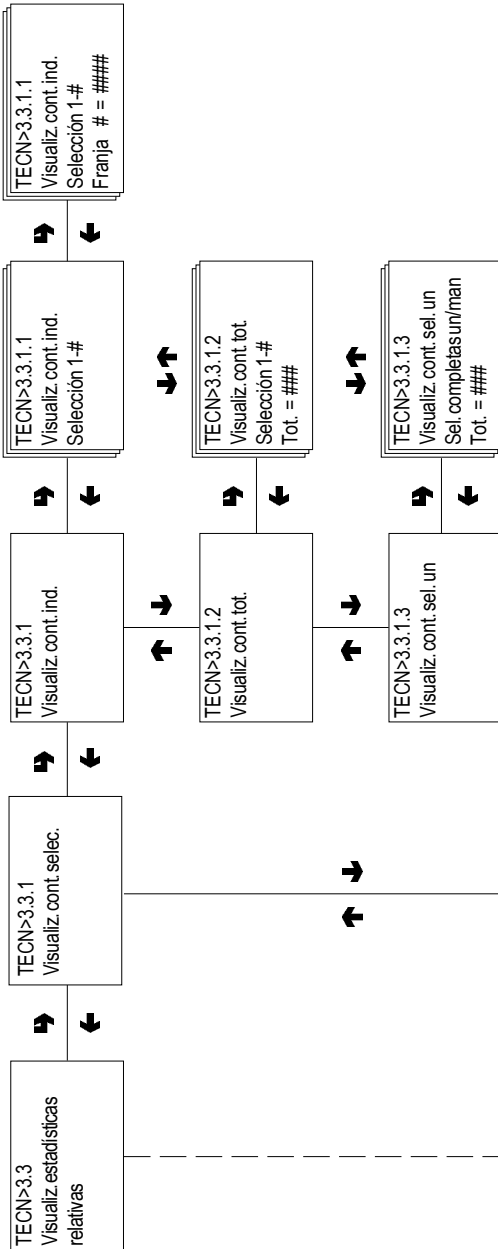 TECN>3.3
Visualiz. estadísticas
relativas
TECN>3.3.1
Visualiz. cont. selec.
TECN>3.3.1
Visualiz. cont. ind.
TECN>3.3.1.1
Visualiz. cont. ind.
Selección 1-#
TECN>3.3.1.1
Visualiz. cont. ind.
Selección 1-#
Franja # = ####
TECN>3.3.1.2
Visualiz. cont. tot.
TECN>3.3.1.2
Visualiz. cont. tot.
Selección 1-#
Tot. = ###
TECN>3.3.1.3
Visualiz. cont. sel. un
TECN>3.3.1.3
Visualiz. cont. sel. un
Sel. completas un/man
Tot. = ###